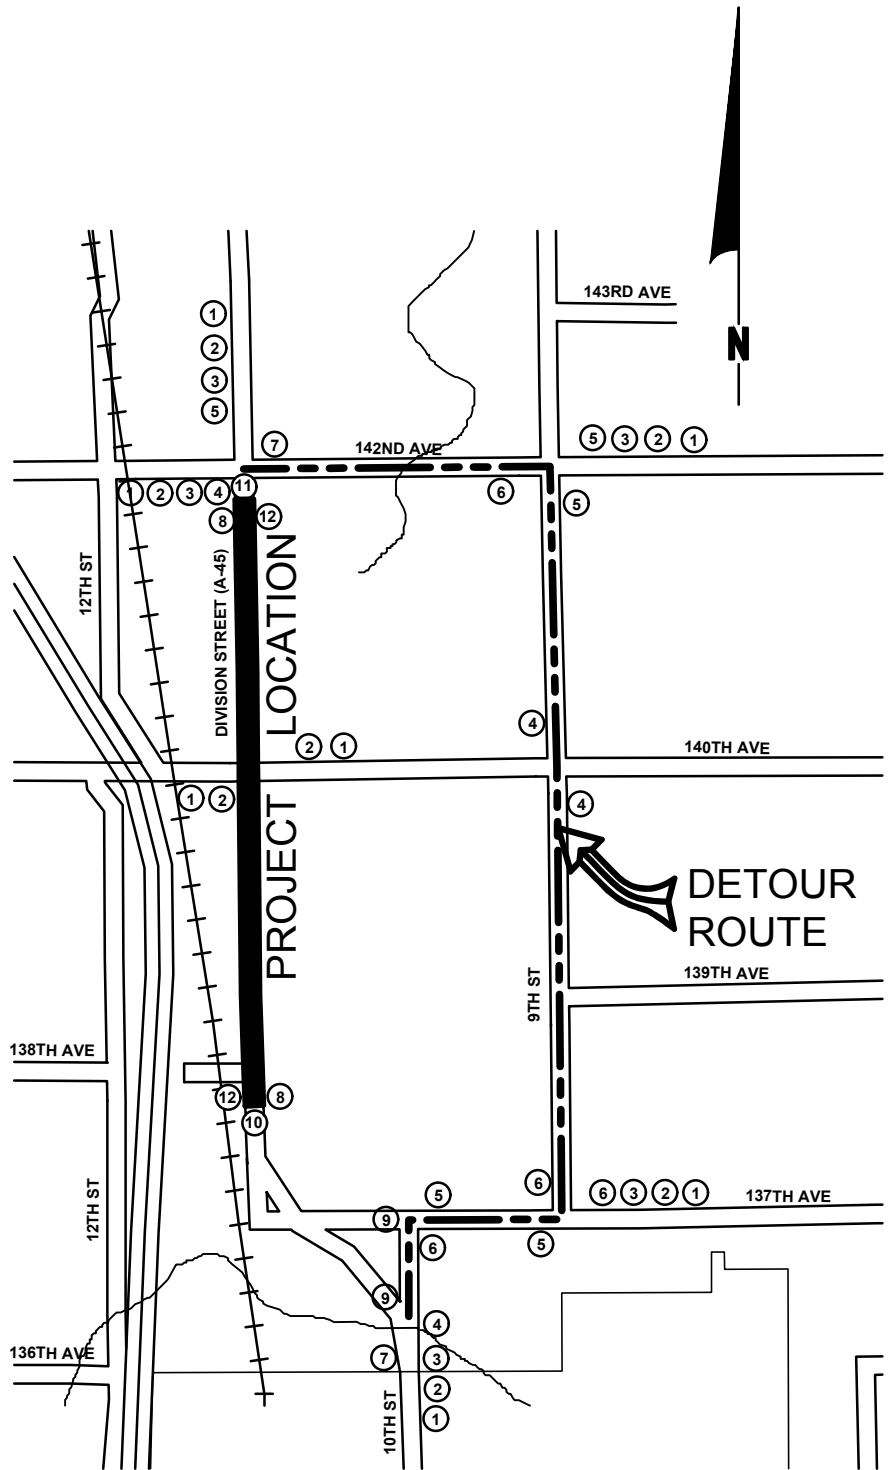 143RD AVE
N
1
2
3
5
7
142ND AVE
5 3 2 1
1 2 3 4 11
6
5
8 12
12TH ST
DIVISION STREET (A-45)
PROJECT LOCATION
2 1
4
140TH AVE
1 2
4
DETOUR
ROUTE
139TH AVE
9TH ST
138TH AVE
12 8
10
12TH ST
5
6
6 3 2 1
137TH AVE
9
6
5
9
4
136TH AVE
7
3
2
1
10TH ST